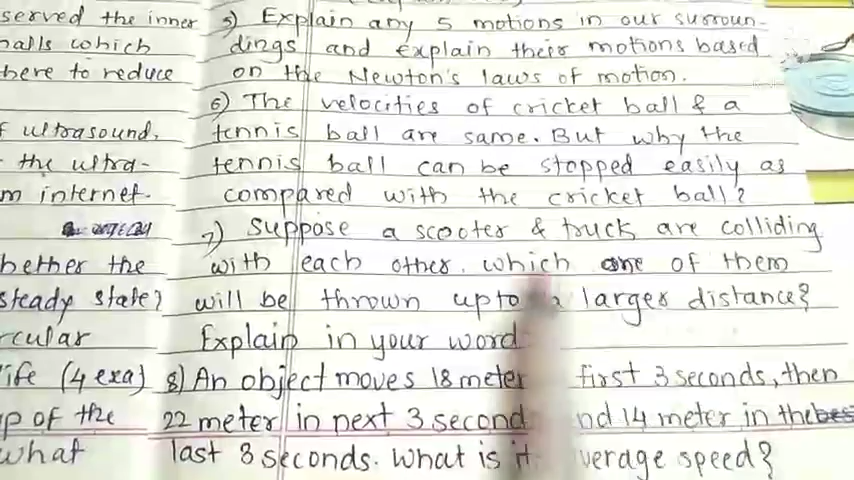 served the inner
balls which
here to reduce
f ultrasound.
the ultra-
m internet.
hether the
steady state?
rcular
life (4 exa)
p of the
what
5) Explain any 5 motions in our surroun-
dings and explain their motions based
on the Newton's laws of motion.
6) The velocities of cricket ball & a
tennis ball are same. But why the
tennis ball can be stopped easily as
compared with the cricket ball?
7) Suppose a scooter & truck are colliding
with each other. which one of them
will be thrown upto a larger distance?
Explain in your word
8) An object moves 18 meter first 3 seconds, then
22 meter in next 3 second nd 14 meter in the
last 3 seconds. What is it verage speed?